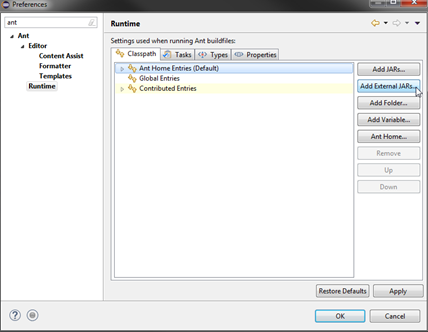 Preferences
ant
Ant
Editor
Content Assist
Formatter
Templates
Runtime
Runtime
Settings used when running Ant buildfiles:
Classpath
Tasks
Types
Properties
Ant Home Entries (Default)
Global Entries
Contributed Entries
Add JARs...
Add External JARs...
Add Folder...
Add Variable...
Ant Home...
Remove
Up
Down
Restore Defaults
Apply
OK
Cancel